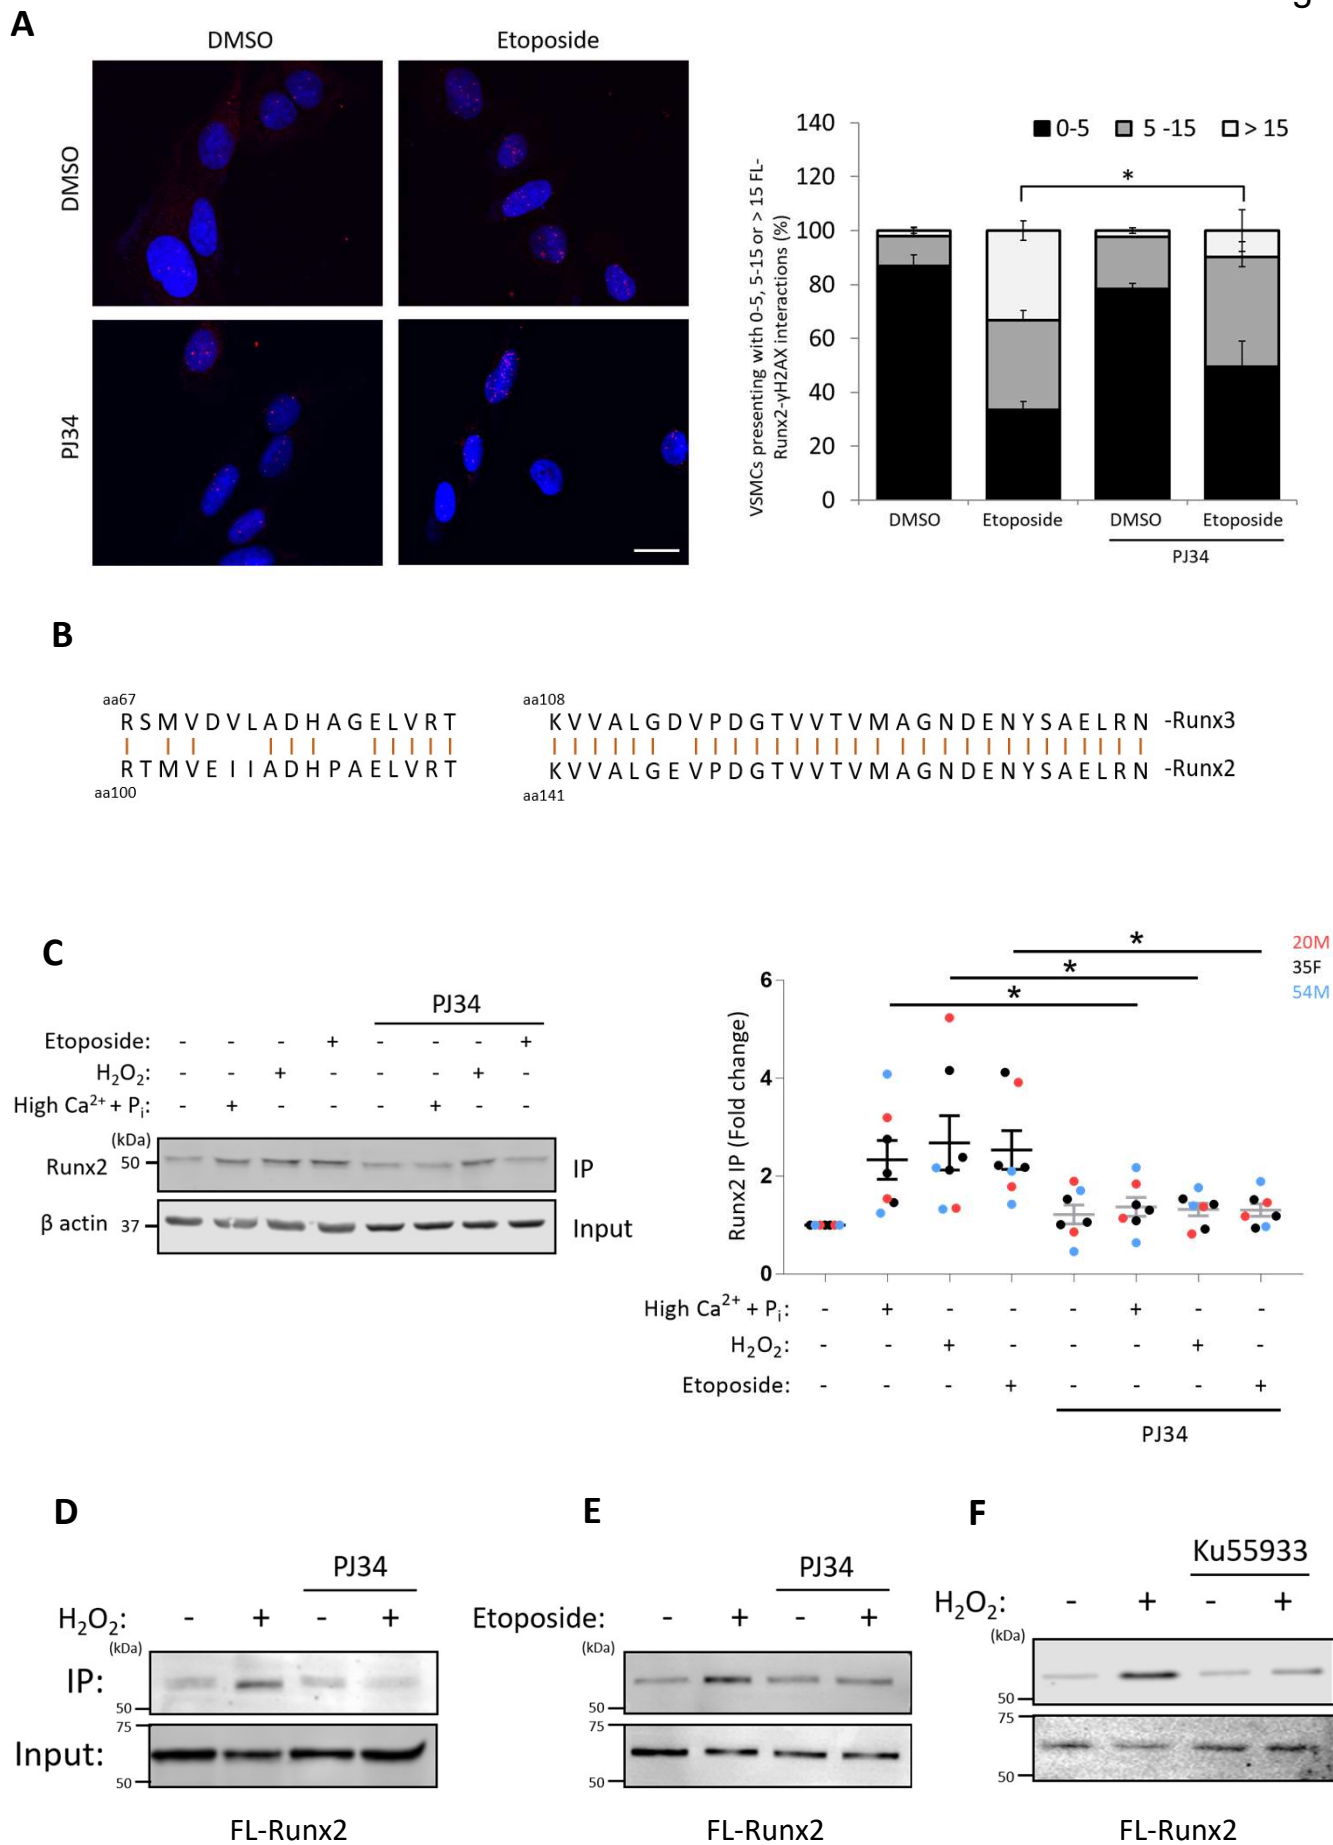 A
DMSO
Etoposide
DMSO
PJ34
VSMCs presenting with 0-5, 5-15 or > 15 FL-
Runx2-γH2AX interactions (%)
140
120
100
80
60
40
20
0
0-5
5 -15
> 15
*
DMSO
Etoposide
DMSO
Etoposide
PJ34
B
aa67
R S M V D V L A D H A G E L V R T
R T M V E I I A D H P A E L V R T
aa100
aa108
K V V A L G D V P D G T V V T V M A G N D E N Y S A E L R N -Runx3
K V V A L G E V P D G T V V T V M A G N D E N Y S A E L R N -Runx2
aa141
C
PJ34
Etoposide: - - - + - - - +
H2O2: - - + - - - + -
High Ca2+ + Pi: - + - - - + - -
(kDa)
Runx2 50 IP
β actin 37 Input
* 20M
* 35F
* 54M
Runx2 IP (Fold change)
6
4
2
0
High Ca2+ + Pi: - + - - - + - -
H2O2: - - + - - - + -
Etoposide: - - - + - - - +
PJ34
D
PJ34
H2O2: - + - +
(kDa)
IP:
50
75
Input:
50
FL-Runx2
E
PJ34
Etoposide: - + - +
(kDa)
50
75
50
FL-Runx2
F
Ku55933
H2O2: - + - +
(kDa)
50
75
50
FL-Runx2